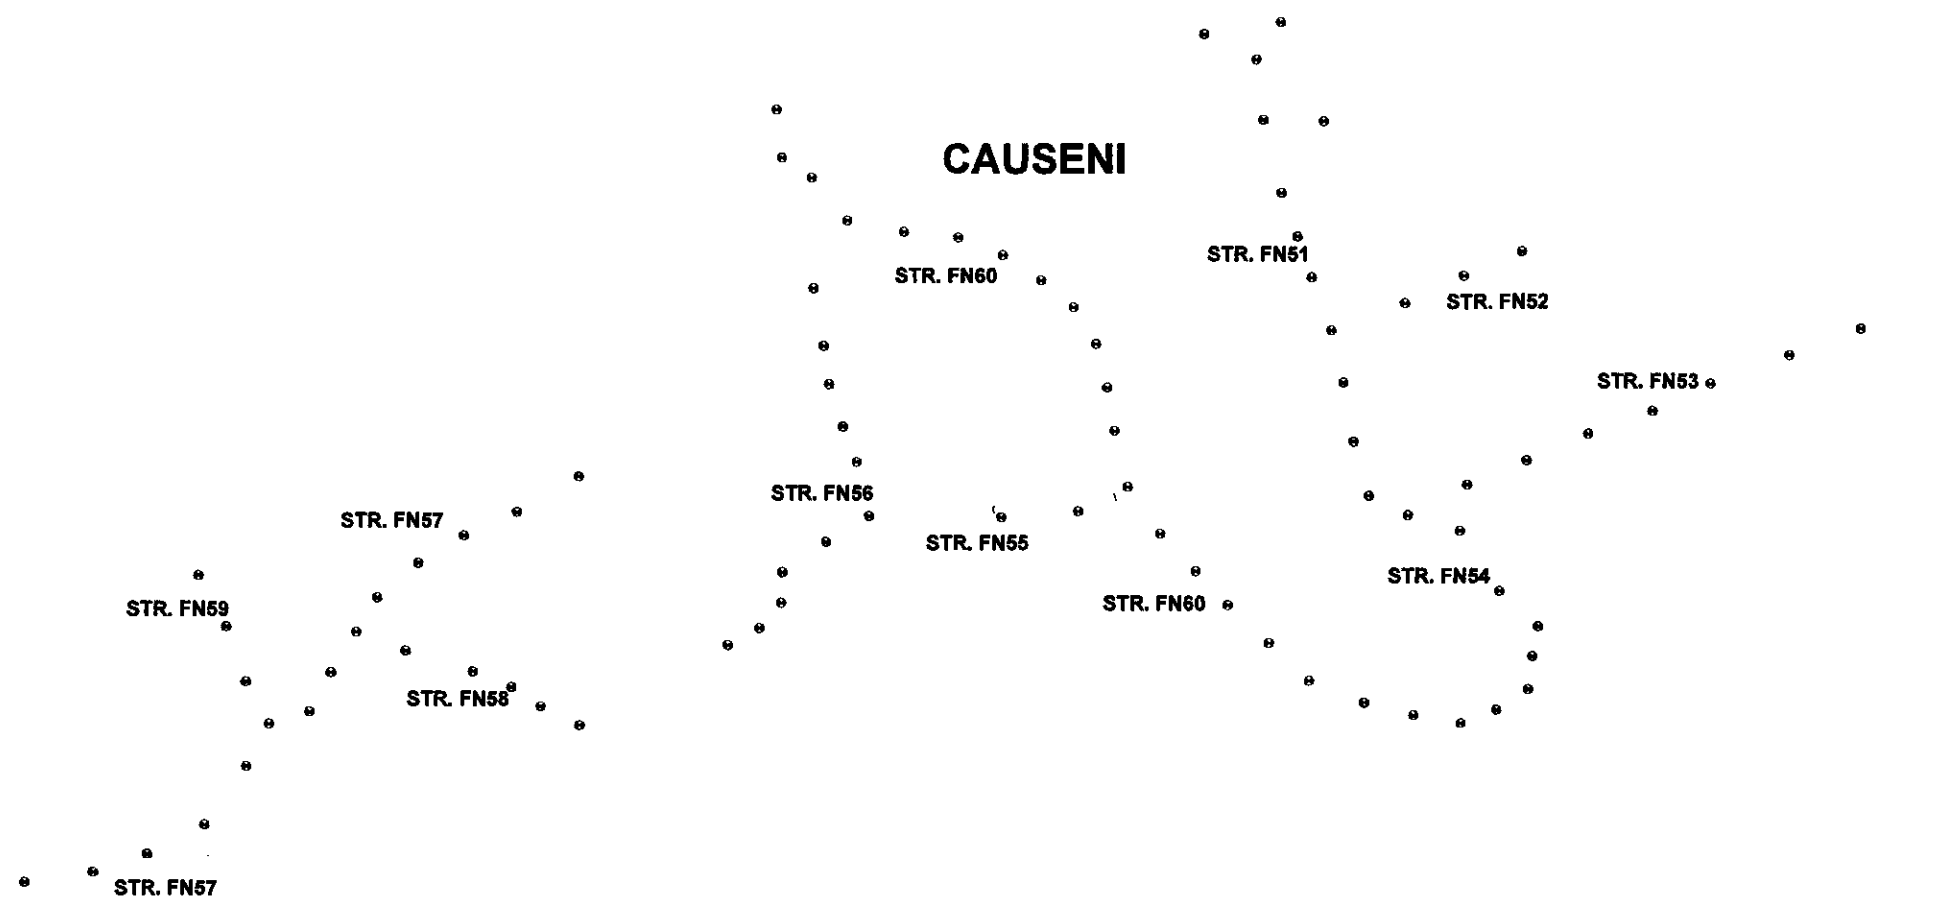 CAUSENI
STR. FN51
STR. FN60
STR. FN52
STR. FN53
STR. FN56
STR. FN57
STR. FN55
STR. FN54
STR. FN60
STR. FN59
STR. FN58
STR. FN57